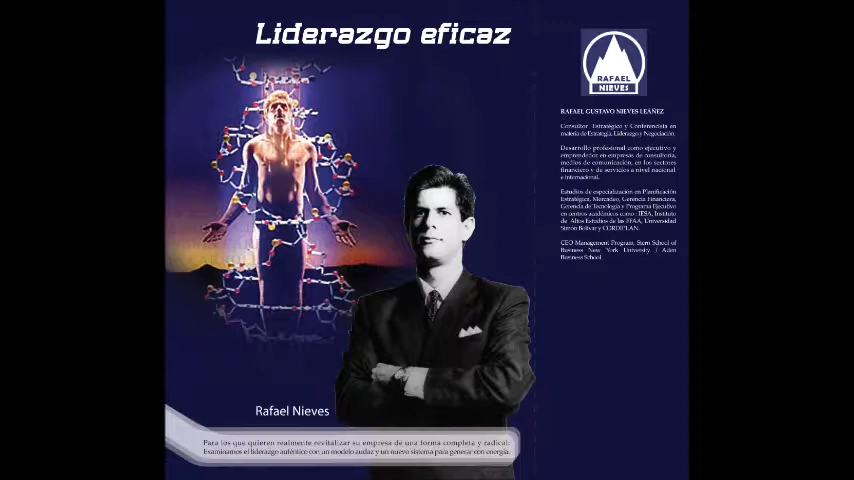 Liderazgo eficaz
RAFAEL
NIEVES
RAFAEL GUSTAVO NIEVES LEÁÑEZ
Consultor Estratégico y Conferencista en
materia de Estrategia, Liderazgo y Negociación.
Desarrollo profesional como ejecutivo y
emprendedor en empresas de consultoría,
medios de comunicación, en los sectores
financiero y de servicios a nivel nacional
e internacional.
Estudios de especialización en Planificación
Estratégica, Mercadeo, Gerencia Financiera,
Gerencia de Tecnología y Programa Ejecutivo
en centros académicos como : IESA, Instituto
de Altos Estudios de las FFAA, Universidad
Simón Bolívar y CORDIPLAN.
CEO Management Program, Stern School of
Business New York University / Aden
Business School
Rafael Nieves
Para los que quieren realmente revitalizar su empresa de una forma completa y radical:
Examinamos el liderazgo auténtico con un modelo audaz y un nuevo sistema para generar con energía.